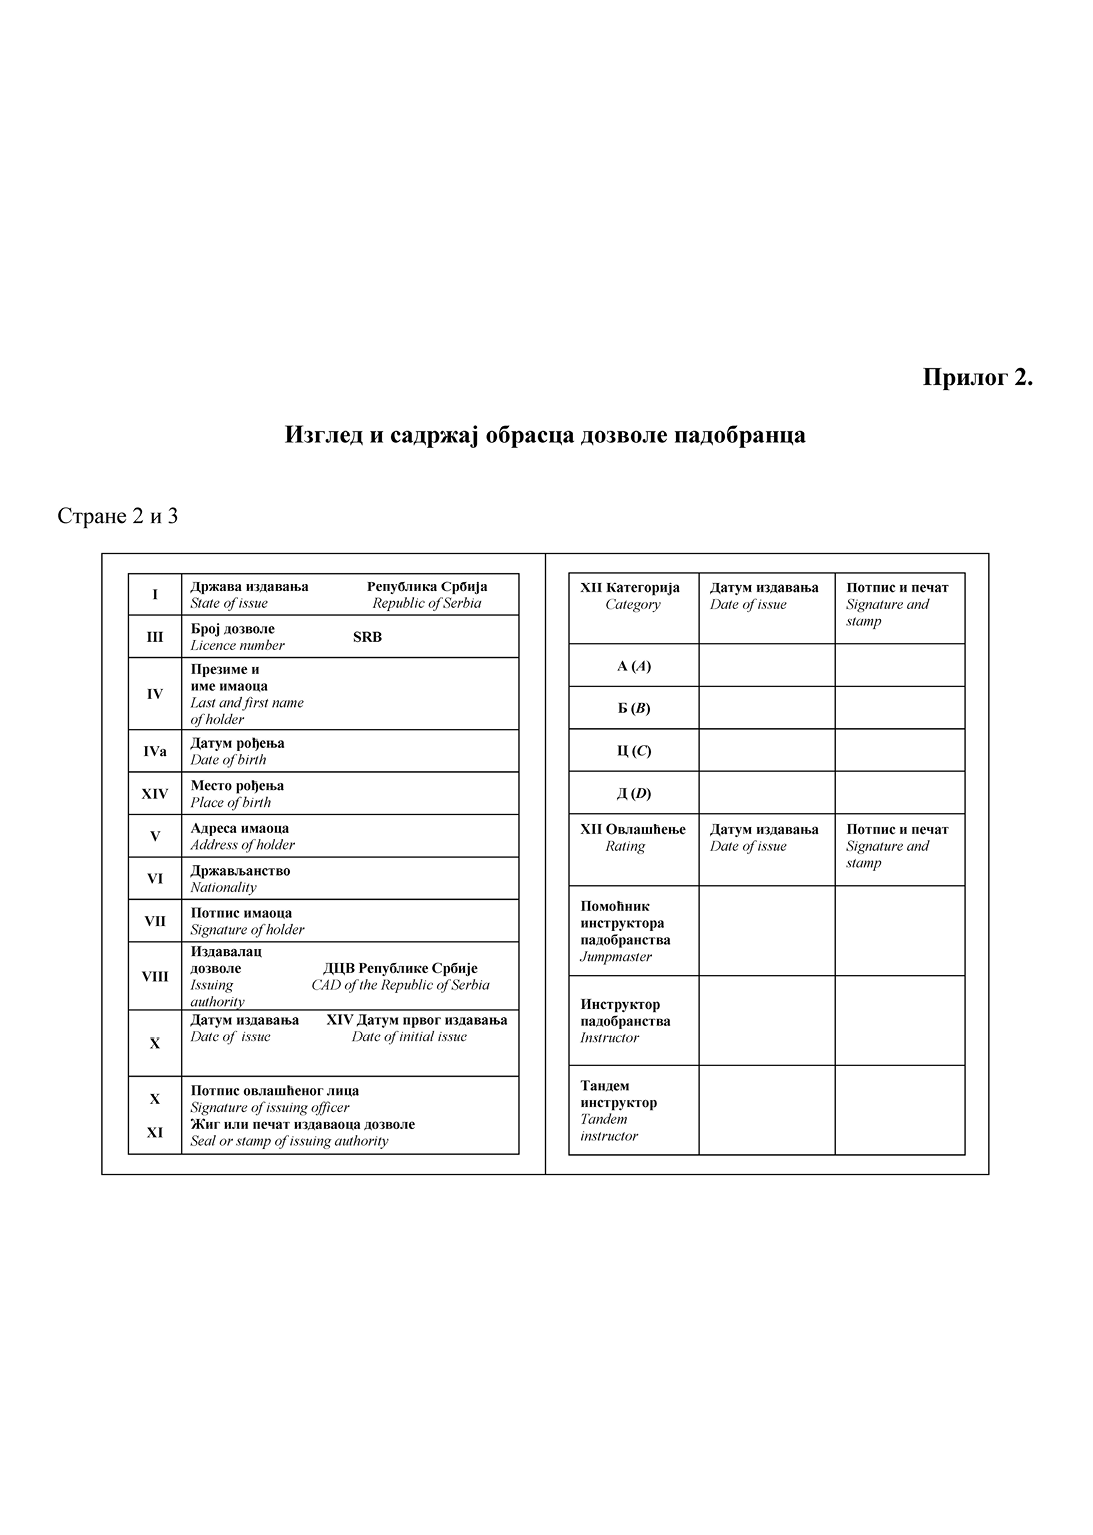 Прилог 2.
Изглед и садржај обрасца дозволе падобранца
Стране 2 и 3
I
Држава издавања Република Србија
State of issue Republic of Serbia
III
Број дозволе SRB
Licence number
IV
Презиме и
име имаоца
Last and first name
of holder
IVa
Датум рођења
Date of birth
XIV
Место рођења
Place of birth
V
Адреса имаоца
Address of holder
VI
Држављанство
Nationality
VII
Потпис имаоца
Signature of holder
VIII
Издавалац
дозволе
Issuing
authority
ДЦВ Републике Србије
CAD of the Republic of Serbia
X
Датум издавања XIV Датум првог издавања
Date of issue Date of initial issue
X
Потпис овлашћеног лица
Signature of issuing officer
XI
Жиг или печат издаваоца дозволе
Seal or stamp of issuing authority
XII Категорија
Category
Датум издавања
Date of issue
Потпис и печат
Signature and
stamp
А (A)
Б (B)
Ц (C)
Д (D)
XII Овлашћење
Rating
Датум издавања
Date of issue
Потпис и печат
Signature and
stamp
Помоћник
инструктора
падобранства
Jumpmaster
Инструктор
падобранства
Instructor
Тандем
инструктор
Tandem
instructor